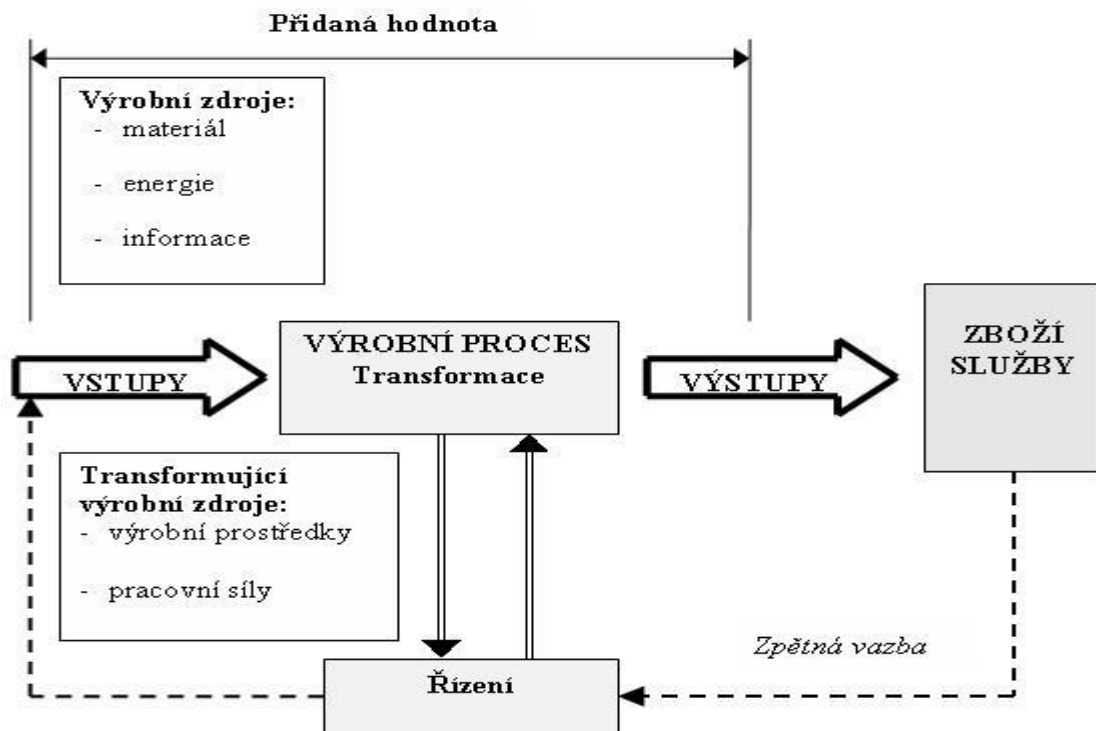 Přidaná hodnota
Výrobní zdroje:
- materiál
- energie
- informace
VSTUPY
VÝROBNÍ PROCES
Transformace
VÝSTUPY
ZBOŽÍ
SLUŽBY
Transformující
výrobní zdroje:
- výrobní prostředky
- pracovní síly
Zpětná vazba
Řízení